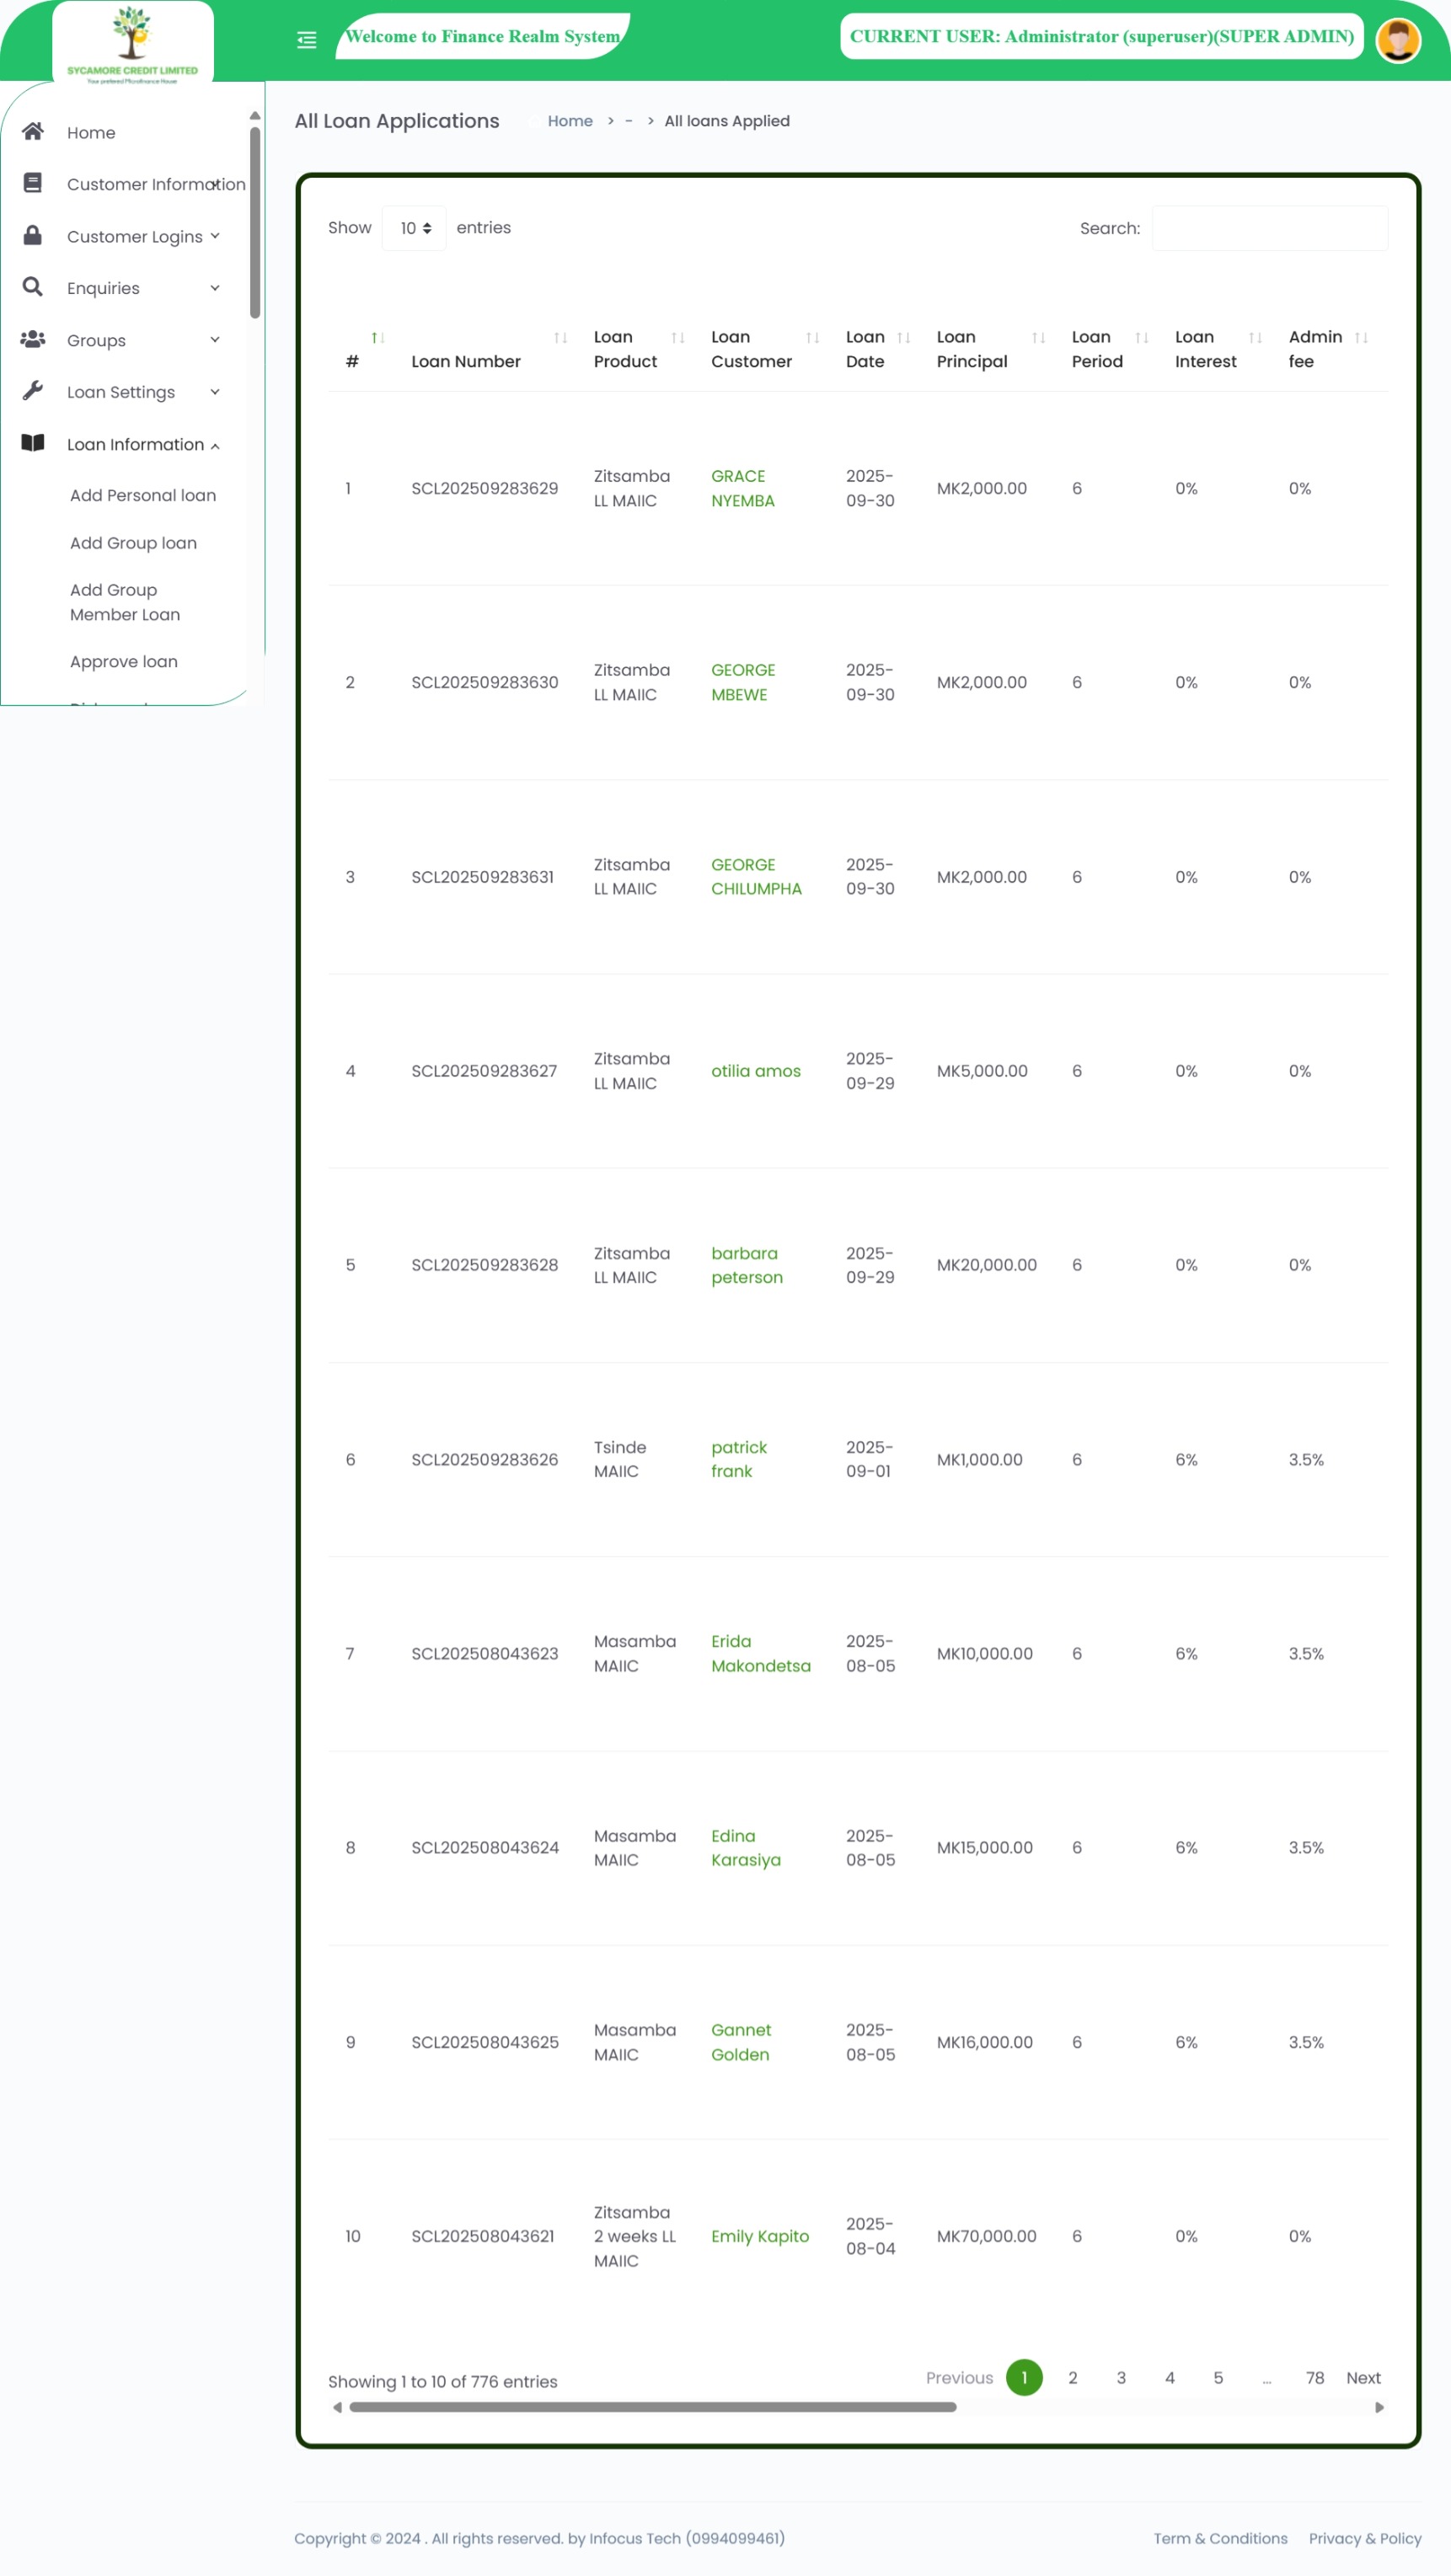 SYCAMORE CREDIT LIMITED
Your preferred Microfinance House
Welcome to Finance Realm System
CURRENT USER: Administrator (superuser)(SUPER ADMIN)
Home
Customer Information
Customer Logins
Enquiries
Groups
Loan Settings
Loan Information
Add Personal loan
Add Group loan
Add Group
Member Loan
Approve loan
All Loan Applications
Home > - > All loans Applied
Show 10 entries
Search:
# Loan Number Loan Product Loan Customer Loan Date Loan Principal Loan Period Loan Interest Admin fee
1 SCL202509283629 Zitsamba LL MAIIC GRACE NYEMBA 2025-09-30 MK2,000.00 6 0% 0%
2 SCL202509283630 Zitsamba LL MAIIC GEORGE MBEWE 2025-09-30 MK2,000.00 6 0% 0%
3 SCL202509283631 Zitsamba LL MAIIC GEORGE CHILUMPHA 2025-09-30 MK2,000.00 6 0% 0%
4 SCL202509283627 Zitsamba LL MAIIC otilia amos 2025-09-29 MK5,000.00 6 0% 0%
5 SCL202509283628 Zitsamba LL MAIIC barbara peterson 2025-09-29 MK20,000.00 6 0% 0%
6 SCL202509283626 Tsinde MAIIC patrick frank 2025-09-01 MK1,000.00 6 6% 3.5%
7 SCL202508043623 Masamba MAIIC Erida Makondetsa 2025-08-05 MK10,000.00 6 6% 3.5%
8 SCL202508043624 Masamba MAIIC Edina Karasiya 2025-08-05 MK15,000.00 6 6% 3.5%
9 SCL202508043625 Masamba MAIIC Gannet Golden 2025-08-05 MK16,000.00 6 6% 3.5%
10 SCL202508043621 Zitsamba 2 weeks LL MAIIC Emily Kapito 2025-08-04 MK70,000.00 6 0% 0%
Showing 1 to 10 of 776 entries
Previous 1 2 3 4 5 ... 78 Next
Copyright © 2024 . All rights reserved. by Infocus Tech (0994099461)
Term & Conditions Privacy & Policy